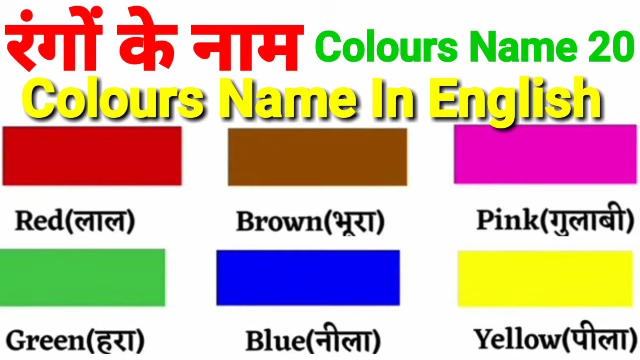 रंगों के नाम Colours Name 20
Colours Name In English
Red(लाल) Brown(भूरा) Pink(गुलाबी)
Green(हरा) Blue(नीला) Yellow(पीला)